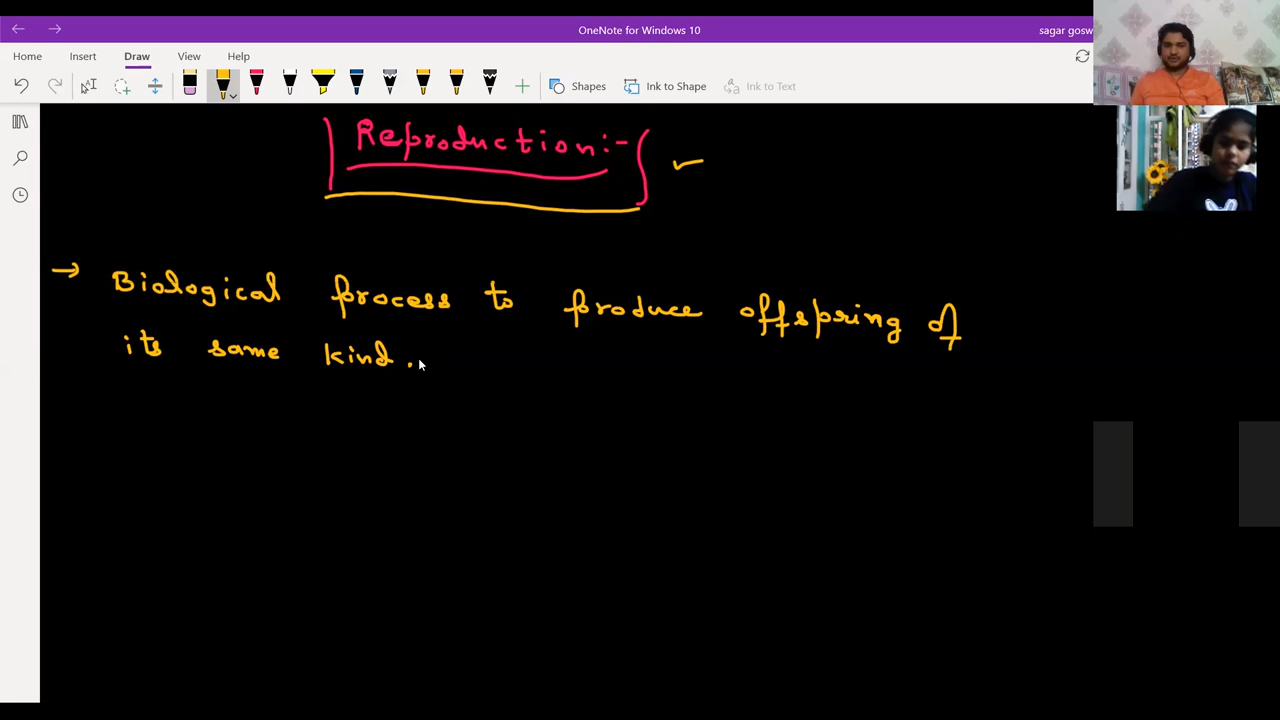 OneNote for Windows 10
sagar gosw
Home Insert Draw View Help
Shapes Ink to Shape Ink to Text
Reproduction:-
→ Biological process to produce offspring of
its same kind.